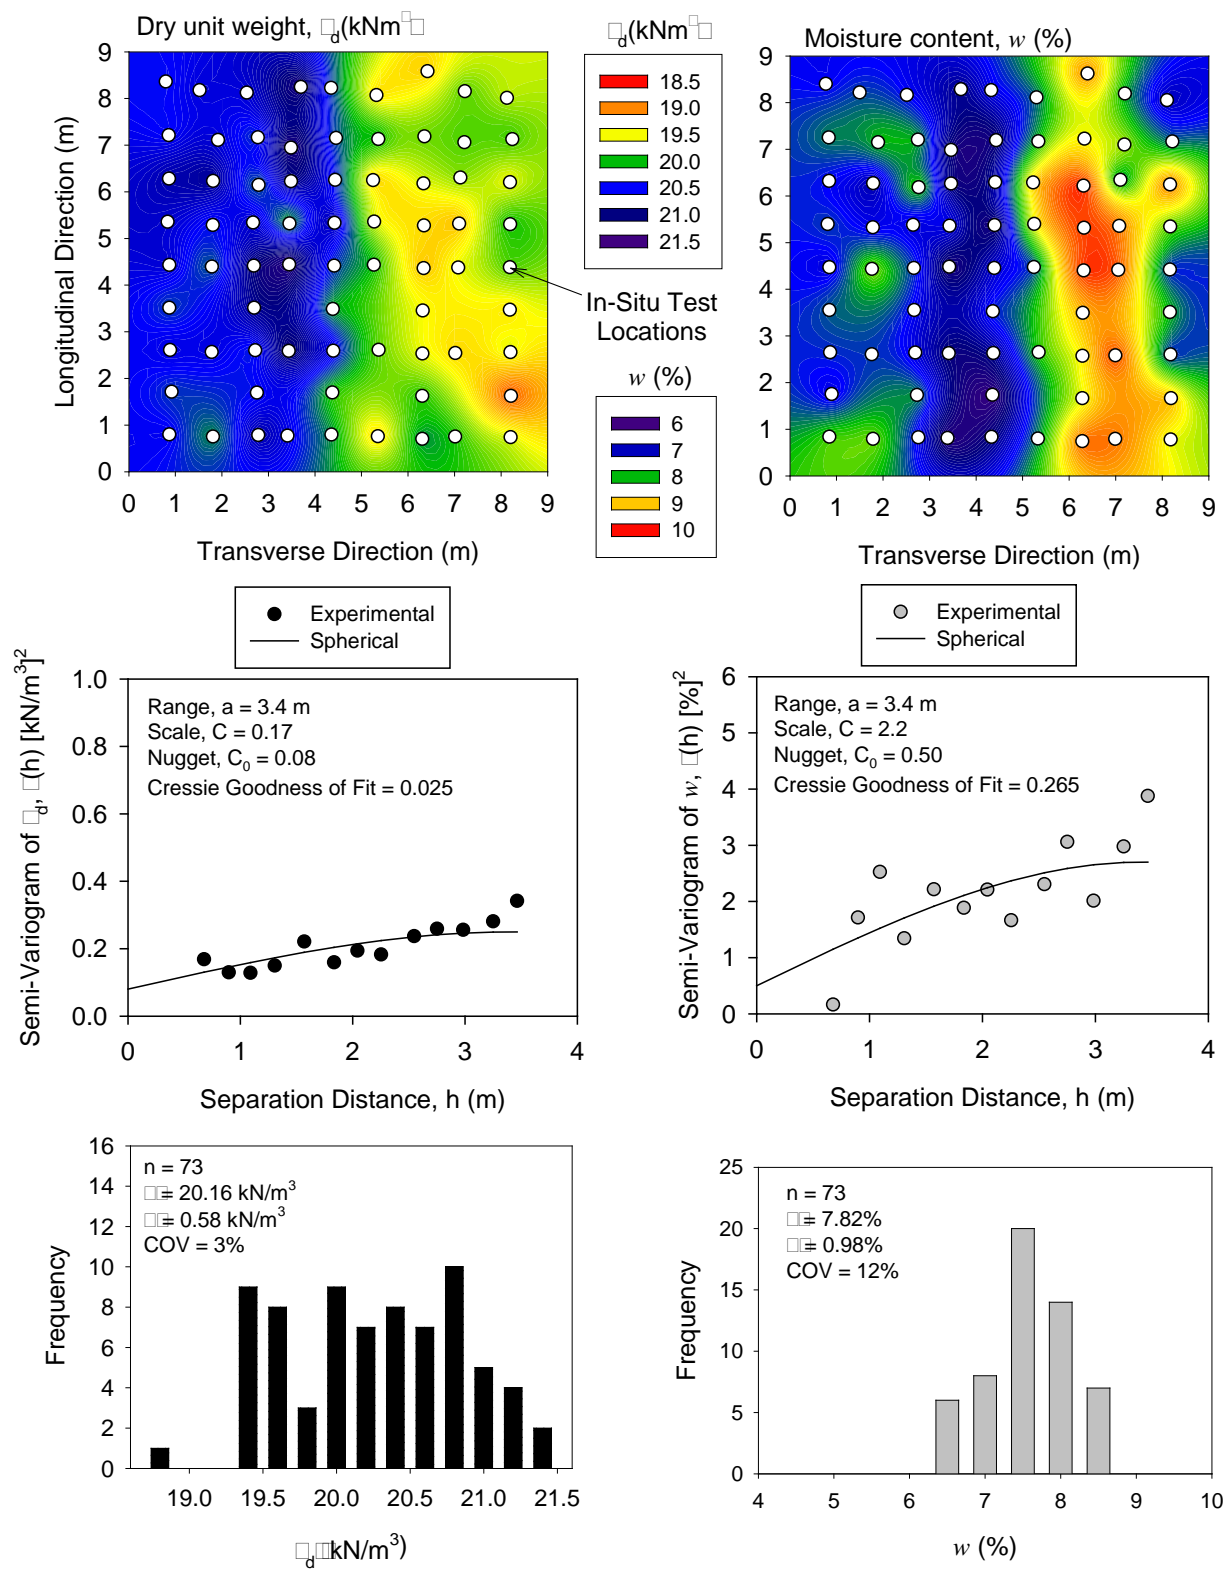 Dry unit weight, □d(kNm□□
9
8
7
6
5
4
3
2
1
0
Longitudinal Direction (m)
0 1 2 3 4 5 6 7 8 9
Transverse Direction (m)
□d(kNm□□
18.5
19.0
19.5
20.0
20.5
21.0
21.5
In-Situ Test
Locations
w (%)
6
7
8
9
10
Moisture content, w (%)
9
8
7
6
5
4
3
2
1
0
0 1 2 3 4 5 6 7 8 9
Transverse Direction (m)
Experimental
Spherical
Semi-Variogram of □d, □(h) [kN/m³]²
1.0
0.8
0.6
0.4
0.2
0.0
Range, a = 3.4 m
Scale, C = 0.17
Nugget, C₀ = 0.08
Cressie Goodness of Fit = 0.025
0 1 2 3 4
Separation Distance, h (m)
Experimental
Spherical
Semi-Variogram of w, □(h) [%]²
6
5
4
3
2
1
0
Range, a = 3.4 m
Scale, C = 2.2
Nugget, C₀ = 0.50
Cressie Goodness of Fit = 0.265
0 1 2 3 4
Separation Distance, h (m)
Frequency
16
14
12
10
8
6
4
2
0
n = 73
□□= 20.16 kN/m³
□□= 0.58 kN/m³
COV = 3%
19.0 19.5 20.0 20.5 21.0 21.5
□d□□kN/m³)
Frequency
25
20
15
10
5
0
n = 73
□□= 7.82%
□□= 0.98%
COV = 12%
4 5 6 7 8 9 10
w (%)